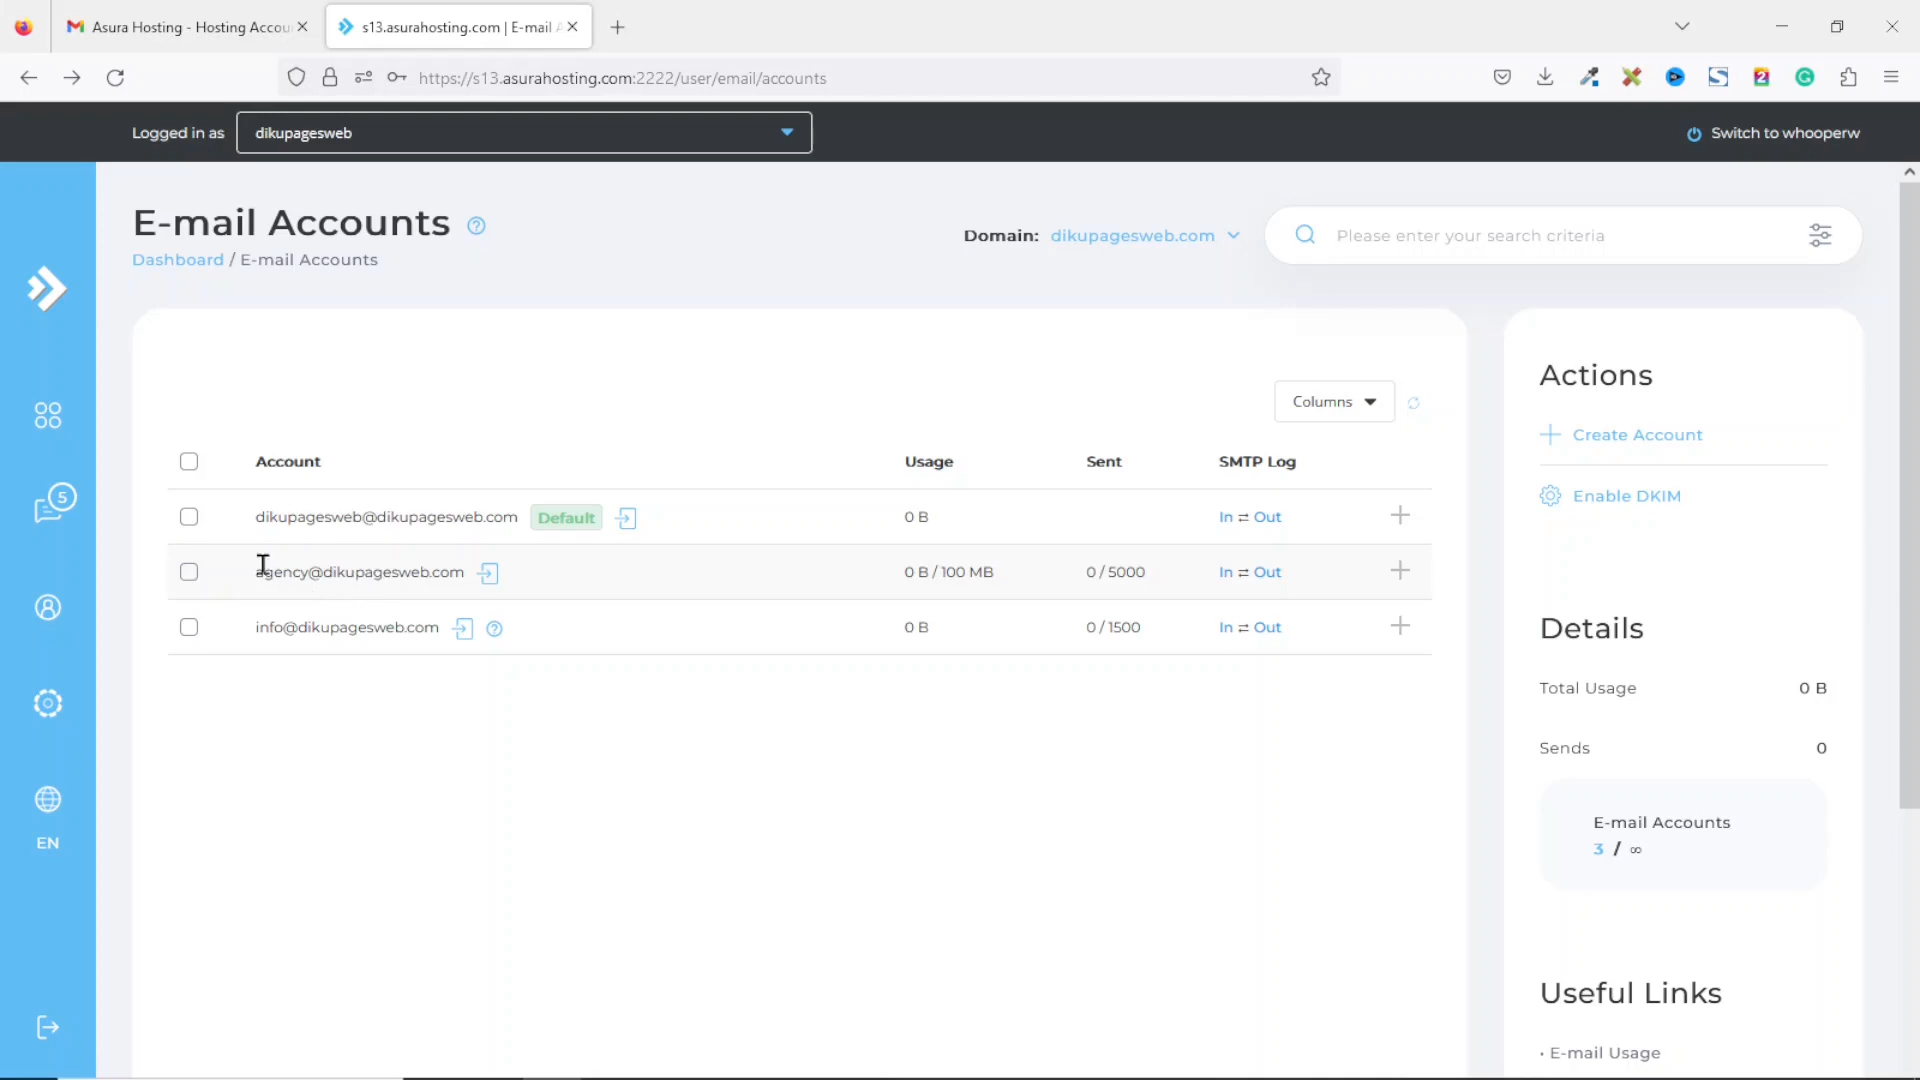 Asura Hosting - Hosting Accou
s13.asurahosting.com | E-mail A
https://s13.asurahosting.com:2222/user/email/accounts
Logged in as
dikupagesweb
Switch to whooperw
E-mail Accounts
Domain: dikupagesweb.com
Please enter your search criteria
Dashboard / E-mail Accounts
Columns
Account Usage Sent SMTP Log
dikupagesweb@dikupagesweb.com Default 0 B In ⇄ Out
agency@dikupagesweb.com 0 B / 100 MB 0 / 5000 In ⇄ Out
info@dikupagesweb.com 0 B 0 / 1500 In ⇄ Out
5
EN
Actions
Create Account
Enable DKIM
Details
Total Usage 0 B
Sends 0
E-mail Accounts
3 / ∞
Useful Links
• E-mail Usage